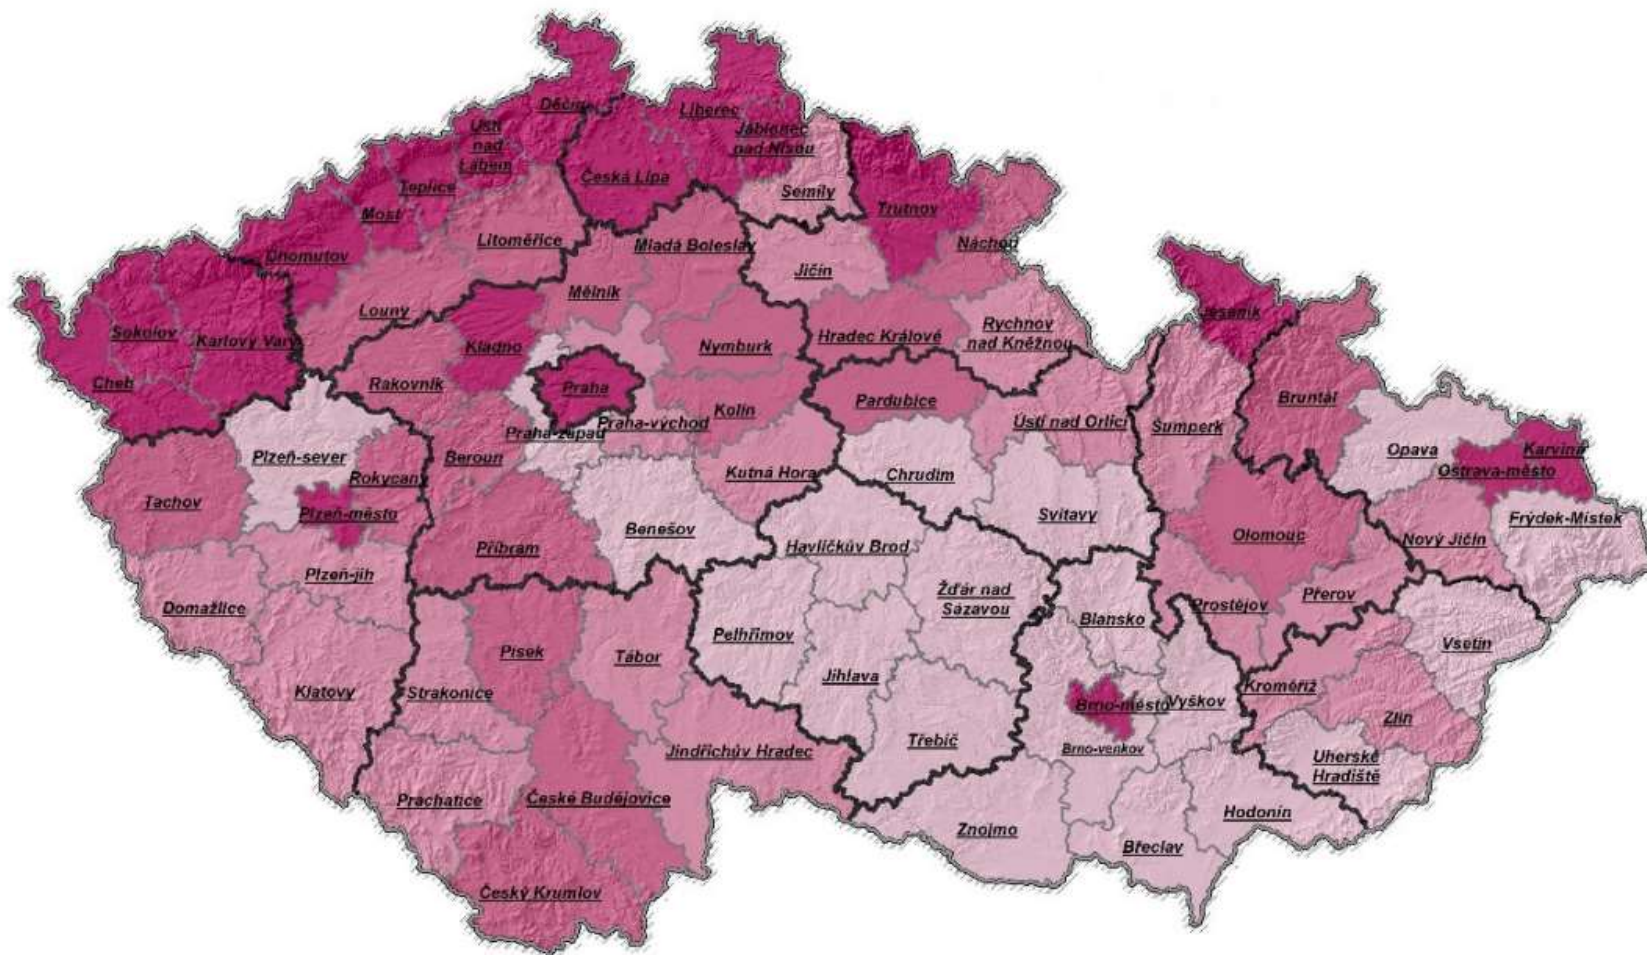 Děčín
Liberec
Ústí
nad
Labem
Jablonec
nad Nisou
Teplice
Česká Lípa
Semily
Most
Trutnov
Litoměřice
Mladá Boleslav
Náchod
Chomutov
Jičín
Mělník
Jeseník
Louny
Sokolov
Karlovy Vary
Kladno
Nymburk
Hradec Králové
Rychnov
nad Kněžnou
Cheb
Rakovník
Praha
Kolín
Pardubice
Bruntál
Praha-západ
Praha-východ
Ústí nad Orlicí
Šumperk
Plzeň-sever
Beroun
Opava
Karviná
Rokycany
Kutná Hora
Chrudim
Ostrava-město
Tachov
Plzeň-město
Benešov
Svitavy
Frýdek-Místek
Příbram
Havlíčkův Brod
Olomouc
Nový Jičín
Plzeň-jih
Žďár nad
Sázavou
Domažlice
Prostějov
Přerov
Pelhřimov
Blansko
Vsetín
Písek
Tábor
Jihlava
Klatovy
Strakonice
Kroměříž
Brno-město
Vyškov
Zlín
Třebíč
Jindřichův Hradec
Brno-venkov
Uherské
Hradiště
Prachatice
České Budějovice
Hodonín
Znojmo
Břeclav
Český Krumlov